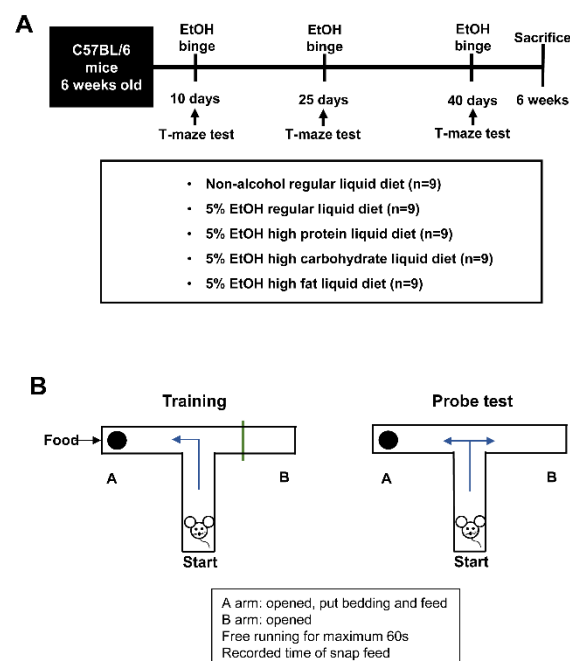 A
C57BL/6
mice
6 weeks old
EtOH
binge
EtOH
binge
EtOH
binge
Sacrifice
10 days
25 days
40 days
6 weeks
T-maze test
T-maze test
T-maze test
• Non-alcohol regular liquid diet (n=9)
• 5% EtOH regular liquid diet (n=9)
• 5% EtOH high protein liquid diet (n=9)
• 5% EtOH high carbohydrate liquid diet (n=9)
• 5% EtOH high fat liquid diet (n=9)
B
Training
Probe test
Food
A
B
A
B
Start
Start
A arm: opened, put bedding and feed
B arm: opened
Free running for maximum 60s
Recorded time of snap feed